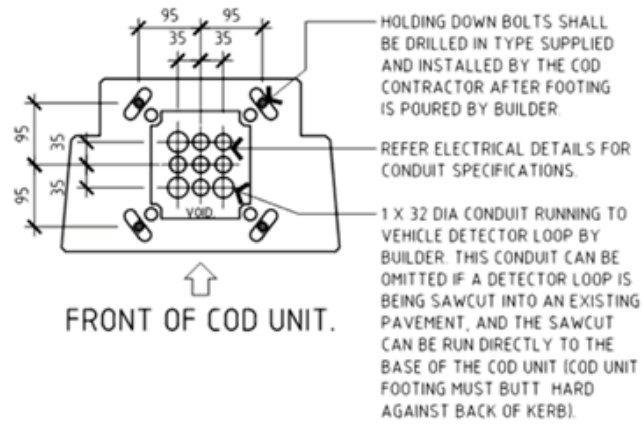 95
95
35
35
95
35
35
95
VOID.
FRONT OF COD UNIT.
HOLDING DOWN BOLTS SHALL
BE DRILLED IN TYPE SUPPLIED
AND INSTALLED BY THE COD
CONTRACTOR AFTER FOOTING
IS POURED BY BUILDER.
REFER ELECTRICAL DETAILS FOR
CONDUIT SPECIFICATIONS.
1 X 32 DIA CONDUIT RUNNING TO
VEHICLE DETECTOR LOOP BY
BUILDER. THIS CONDUIT CAN BE
OMITTED IF A DETECTOR LOOP IS
BEING SAWCUT INTO AN EXISTING
PAVEMENT, AND THE SAWCUT
CAN BE RUN DIRECTLY TO THE
BASE OF THE COD UNIT (COD UNIT
FOOTING MUST BUTT HARD
AGAINST BACK OF KERB).